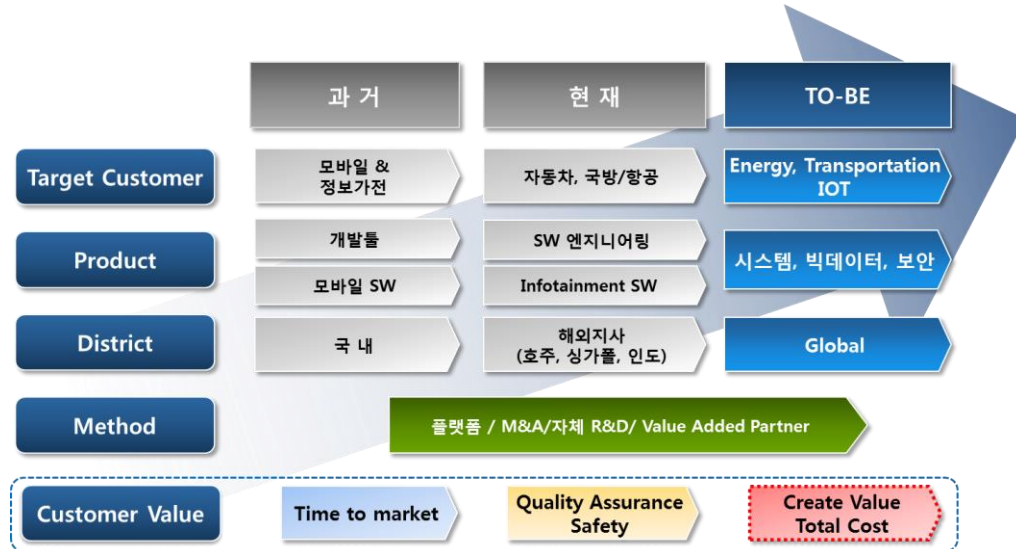 과 거
현 재
TO-BE
Target Customer
모바일 &
정보가전
자동차, 국방/항공
Energy, Transportation
IOT
Product
개발툴
SW 엔지니어링
시스템, 빅데이터, 보안
모바일 SW
Infotainment SW
District
국 내
해외지사
(호주, 싱가폴, 인도)
Global
Method
플랫폼 / M&A/자체 R&D/ Value Added Partner
Customer Value
Time to market
Quality Assurance
Safety
Create Value
Total Cost